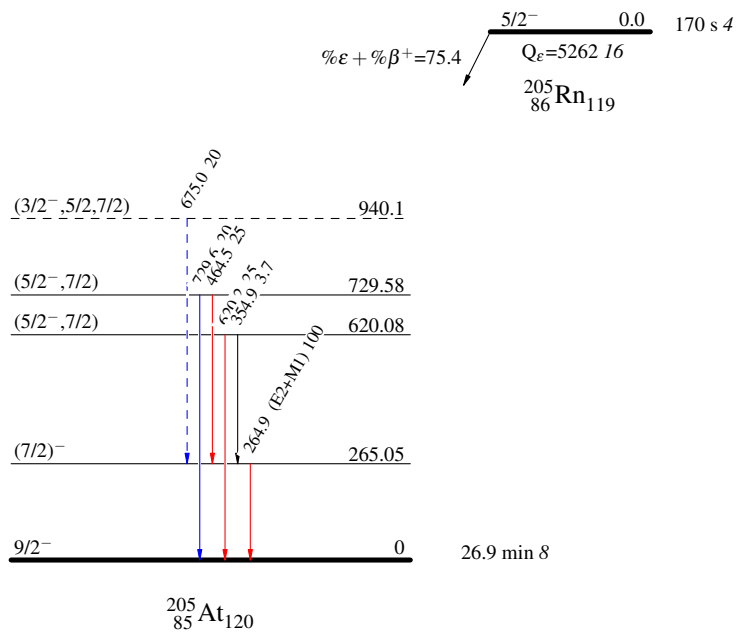 5/2⁻ 0.0 170 s 4
%ε + %β⁺=75.4
Q_ε=5262 16
²⁰⁵₈₆Rn₁₁₉
675.0 20
(3/2⁻,5/2,7/2) 940.1
729.6 20
464.5 25
(5/2⁻,7/2) 729.58
25
354.9 3.7
(5/2⁻,7/2) 620.08
264.9 (E2+M1) 100
(7/2)⁻ 265.05
9/2⁻ 0 26.9 min 8
²⁰⁵₈₅At₁₂₀